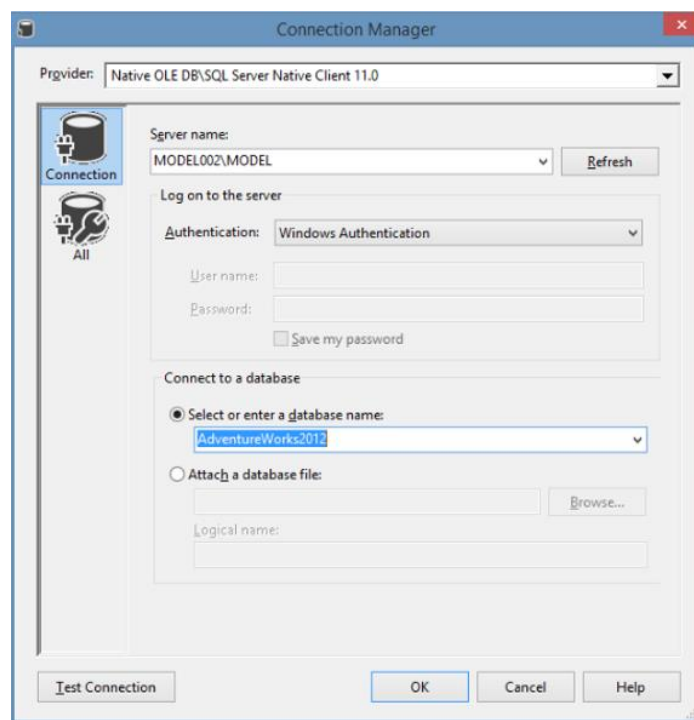 Connection Manager
Provider: Native OLE DB\SQL Server Native Client 11.0
Connection
All
Server name:
MODEL002\MODEL
Refresh
Log on to the server
Authentication: Windows Authentication
User name:
Password:
Save my password
Connect to a database
Select or enter a database name:
AdventureWorks2012
Attach a database file:
Browse...
Logical name:
Test Connection OK Cancel Help